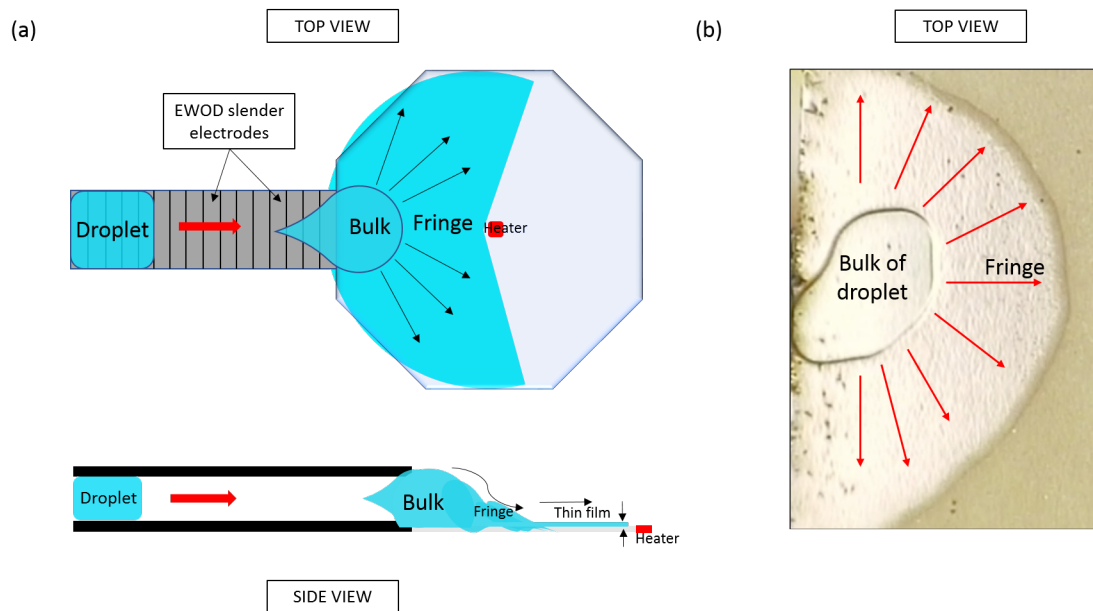 (a)
TOP VIEW
EWOD slender
electrodes
Droplet
Bulk
Fringe
Heater
Droplet
Bulk
Fringe
Thin film
Heater
SIDE VIEW
(b)
TOP VIEW
Bulk of
droplet
Fringe